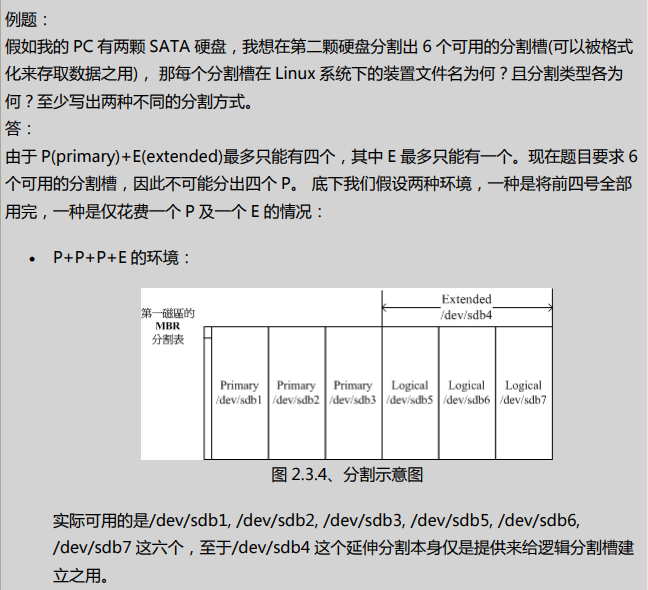 例题：
假如我的 PC 有两颗 SATA 硬盘，我想在第二颗硬盘分割出 6 个可用的分割槽(可以被格式
化来存取数据之用)， 那每个分割槽在 Linux 系统下的装置文件名为何？且分割类型各为
何？至少写出两种不同的分割方式。
答：
由于 P(primary)+E(extended)最多只能有四个，其中 E 最多只能有一个。现在题目要求 6
个可用的分割槽，因此不可能分出四个 P。 底下我们假设两种环境，一种是将前四号全部
用完，一种是仅花费一个 P 及一个 E 的情况：
• P+P+P+E 的环境：
Extended
/dev/sdb4
第一磁區的
MBR
分割表
Primary Primary Primary Logical Logical Logical
/dev/sdb1 /dev/sdb2 /dev/sdb3 /dev/sdb5 /dev/sdb6 /dev/sdb7
图 2.3.4、分割示意图
实际可用的是/dev/sdb1, /dev/sdb2, /dev/sdb3, /dev/sdb5, /dev/sdb6,
/dev/sdb7 这六个，至于/dev/sdb4 这个延伸分割本身仅是提供来给逻辑分割槽建
立之用。